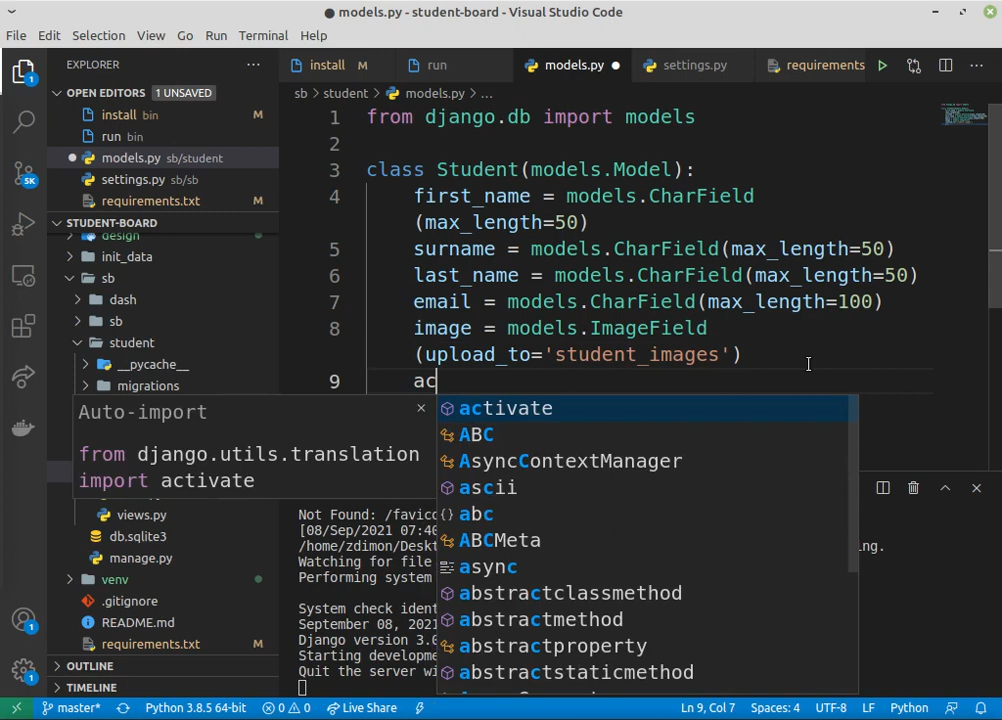 models.py - student-board - Visual Studio Code
File Edit Selection View Go Run Terminal Help
EXPLORER
install M
run
models.py
settings.py
requirements
OPEN EDITORS 1 UNSAVED
install bin M
run bin
models.py sb/student
settings.py sb/sb
requirements.txt M
STUDENT-BOARD
design
init_data
sb
dash
sb
student
__pycache__
migrations
views.py
db.sqlite3
manage.py
venv
.gitignore
README.md
requirements.txt M
OUTLINE
TIMELINE
1
5K
1
1
sb > student > models.py > ...
1 from django.db import models
2
3 class Student(models.Model):
4 first_name = models.CharField
(max_length=50)
5 surname = models.CharField(max_length=50)
6 last_name = models.CharField(max_length=50)
7 email = models.CharField(max_length=100)
8 image = models.ImageField
(upload_to='student_images')
9 ac
Auto-import
from django.utils.translation
import activate
activate
ABC
AsyncContextManager
ascii
abc
ABCMeta
async
abstractclassmethod
abstractmethod
abstractproperty
abstractstaticmethod
Not Found: /favico
[08/Sep/2021 07:40
/home/zdimon/Deskt
ing.
Watching for file
Performing system
System check ident
September 08, 2021
Django version 3.0
Starting developme
Quit the server wi
master* Python 3.8.5 64-bit 0 0 Live Share Ln 9, Col 7 Spaces: 4 UTF-8 LF Python